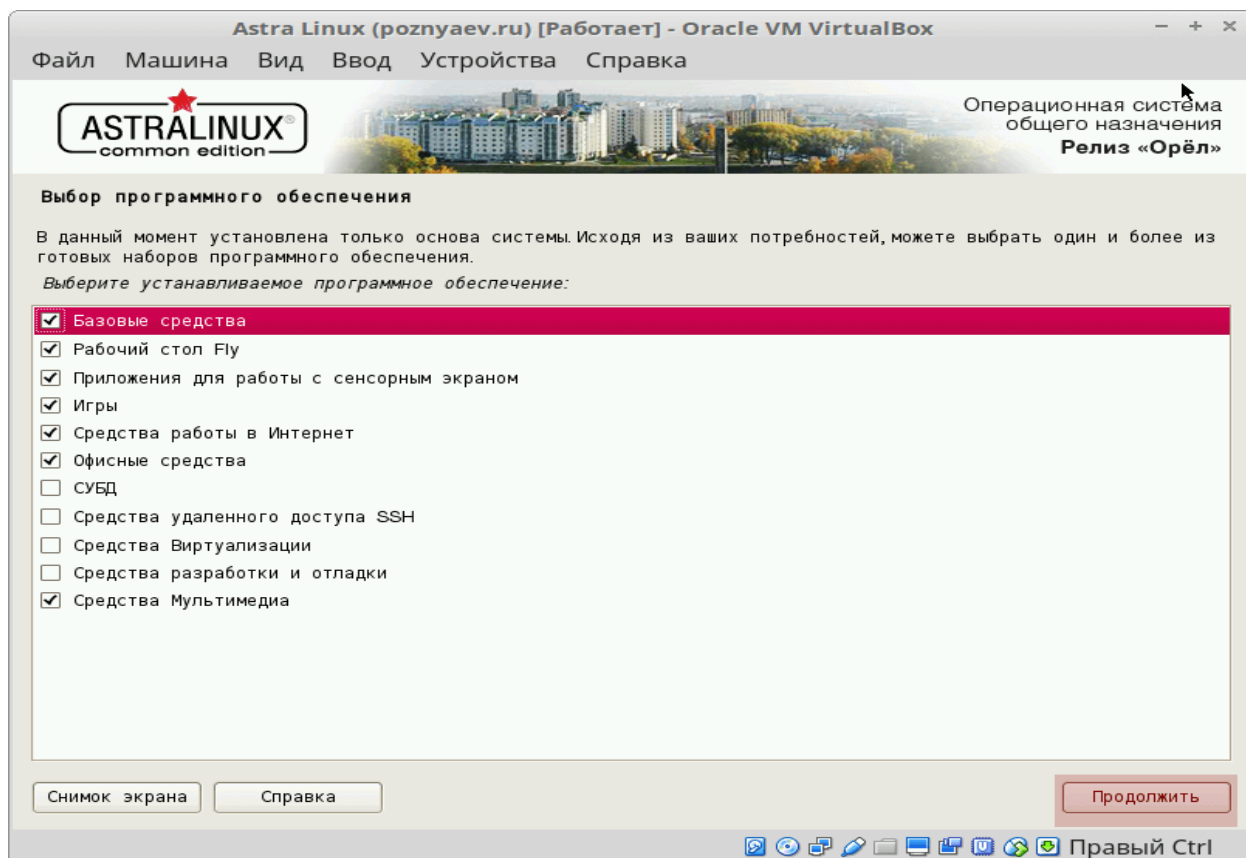 Astra Linux (poznyaev.ru) [Работает] - Oracle VM VirtualBox
Файл Машина Вид Ввод Устройства Справка
ASTRALINUX®
common edition
Операционная система
общего назначения
Релиз «Орёл»
Выбор программного обеспечения
В данный момент установлена только основа системы. Исходя из ваших потребностей, можете выбрать один и более из
готовых наборов программного обеспечения.
Выберите устанавливаемое программное обеспечение:
Базовые средства
Рабочий стол Fly
Приложения для работы с сенсорным экраном
Игры
Средства работы в Интернет
Офисные средства
СУБД
Средства удаленного доступа SSH
Средства Виртуализации
Средства разработки и отладки
Средства Мультимедиа
Снимок экрана Справка Продолжить
Правый Ctrl